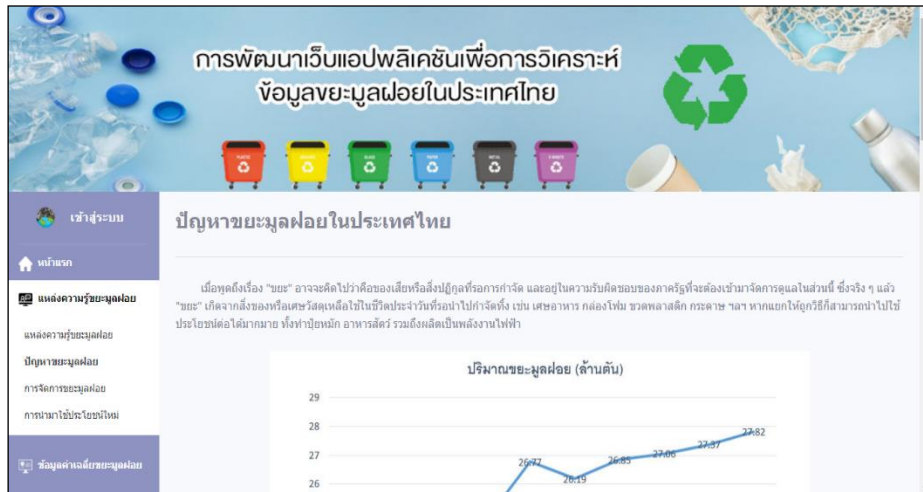 การพัฒนาเว็บแอปพลิเคชันเพื่อการวิเคราะห์
ข้อมูลขยะมูลฝอยในประเทศไทย
PLASTIC
GLASS
PAPER
METAL
E-WASTE
เข้าสู่ระบบ
หน้าแรก
แหล่งความรู้ขยะมูลฝอย
แหล่งความรู้ขยะมูลฝอย
ปัญหาขยะมูลฝอย
การจัดการขยะมูลฝอย
การนำมาใช้ประโยชน์ใหม่
ข้อมูลค่าเฉลี่ยขยะมูลฝอย
ปัญหาขยะมูลฝอยในประเทศไทย
เมื่อพูดถึงเรื่อง "ขยะ" อาจจะคิดไปว่าคือของเสียหรือสิ่งปฏิกูลที่รอการกำจัด และอยู่ในความรับผิดชอบของภาครัฐที่จะต้องเข้ามาจัดการดูแลในส่วนนี้ ซึ่งจริง ๆ แล้ว
"ขยะ" เกิดจากสิ่งของหรือเศษวัสดุเหลือใช้ในชีวิตประจำวันที่รอนำไปกำจัดทิ้ง เช่น เศษอาหาร กล่องโฟม ขวดพลาสติก กระดาษ ฯลฯ หากแยกให้ถูกวิธีก็สามารถนำไปใช้
ประโยชน์ต่อได้มากมาย ทั้งทำปุ๋ยหมัก อาหารสัตว์ รวมถึงผลิตเป็นพลังงานไฟฟ้า
ปริมาณขยะมูลฝอย (ล้านตัน)
29
28
27
26
26.77
26.19
26.85
27.06
27.37
27.82